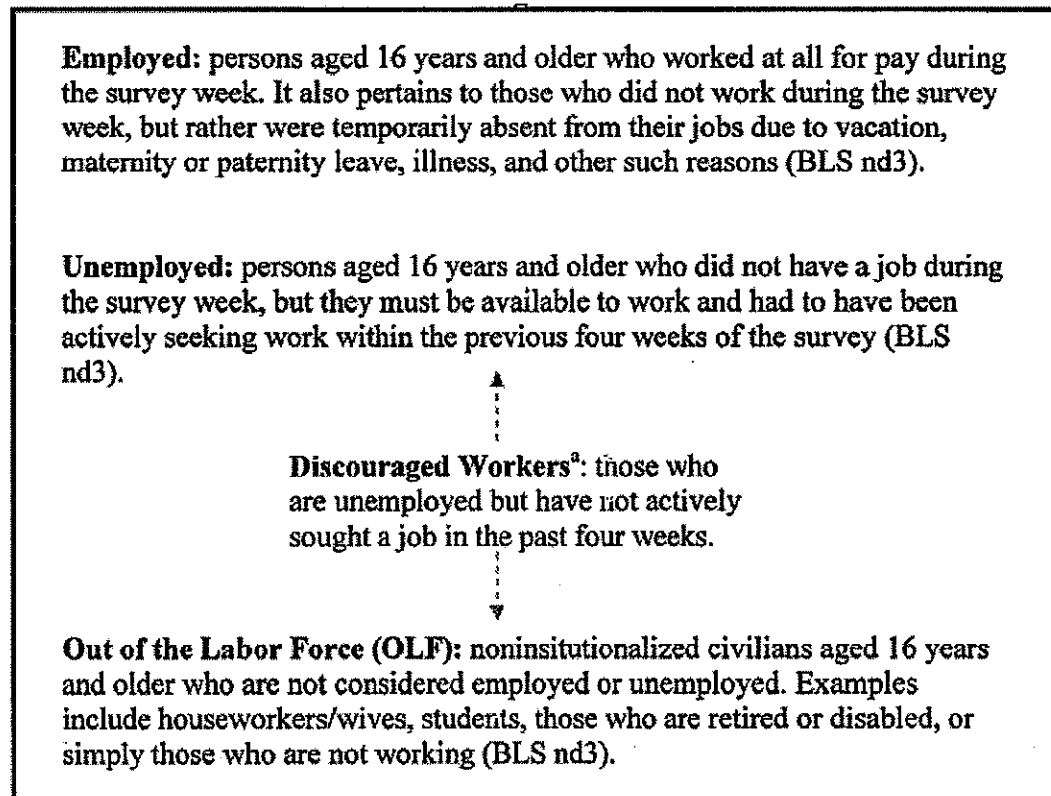 Employed: persons aged 16 years and older who worked at all for pay during
the survey week. It also pertains to those who did not work during the survey
week, but rather were temporarily absent from their jobs due to vacation,
maternity or paternity leave, illness, and other such reasons (BLS nd3).
Unemployed: persons aged 16 years and older who did not have a job during
the survey week, but they must be available to work and had to have been
actively seeking work within the previous four weeks of the survey (BLS
nd3).
Discouraged Workersª: those who
are unemployed but have not actively
sought a job in the past four weeks.
Out of the Labor Force (OLF): noninsitutionalized civilians aged 16 years
and older who are not considered employed or unemployed. Examples
include houseworkers/wives, students, those who are retired or disabled, or
simply those who are not working (BLS nd3).